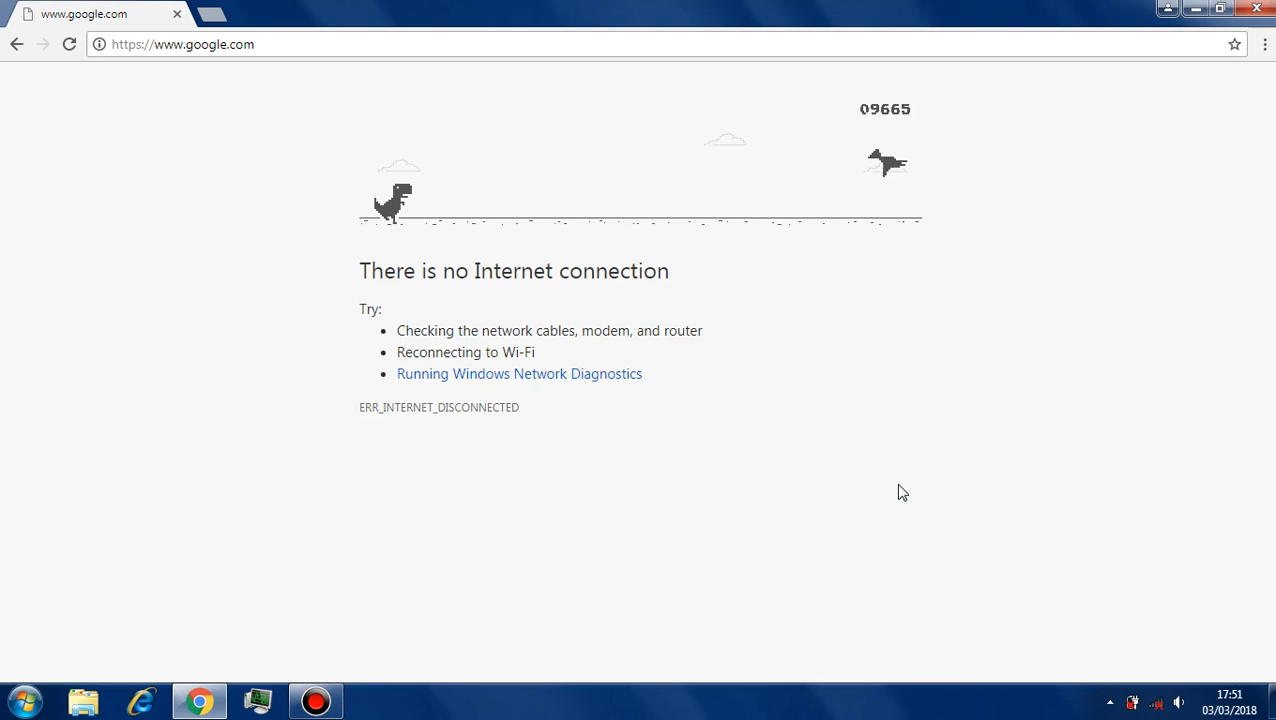 www.google.com
https://www.google.com
09665
There is no Internet connection
Try:
Checking the network cables, modem, and router
Reconnecting to Wi-Fi
Running Windows Network Diagnostics
ERR_INTERNET_DISCONNECTED
17:51
03/03/2018